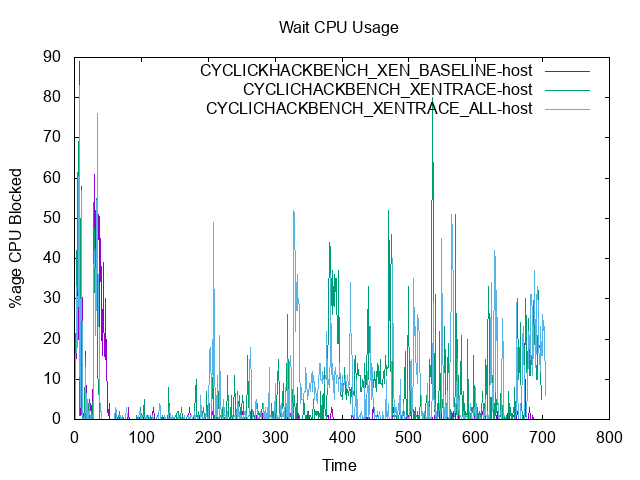 Wait CPU Usage
90
80
70
60
50
40
30
20
10
0
%age CPU Blocked
CYCLICKHACKBENCH_XEN_BASELINE-host
CYCLICHACKBENCH_XENTRACE-host
CYCLICHACKBENCH_XENTRACE_ALL-host
0 100 200 300 400 500 600 700 800
Time